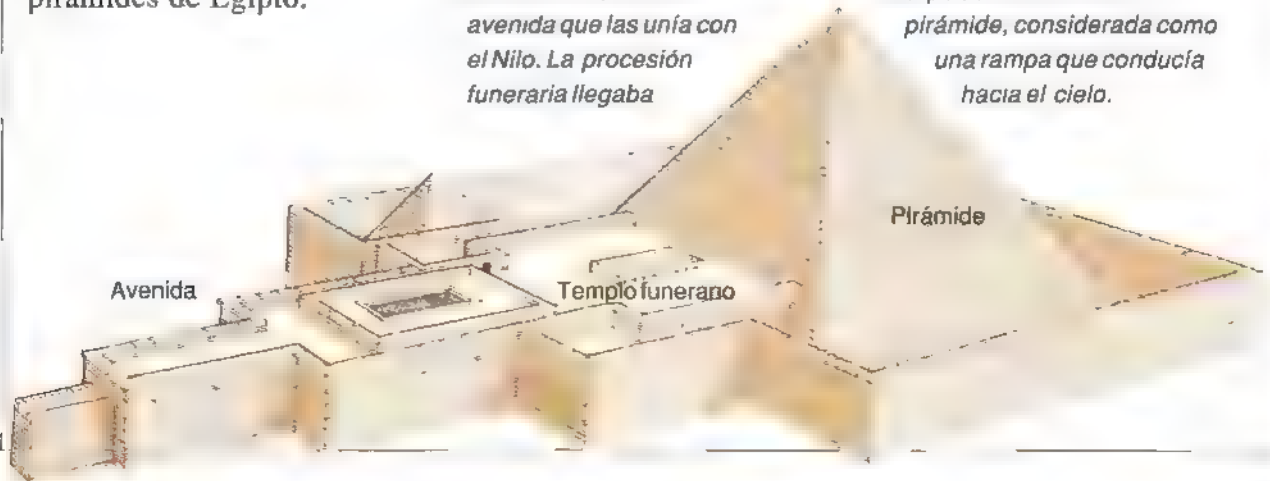 pirámides de Egipto.
avenida que las unía con
el Nilo. La procesión
funeraria llegaba
pirámide, considerada como
una rampa que conducía
hacia el cielo.
Pirámide
Avenida
Templo funerario